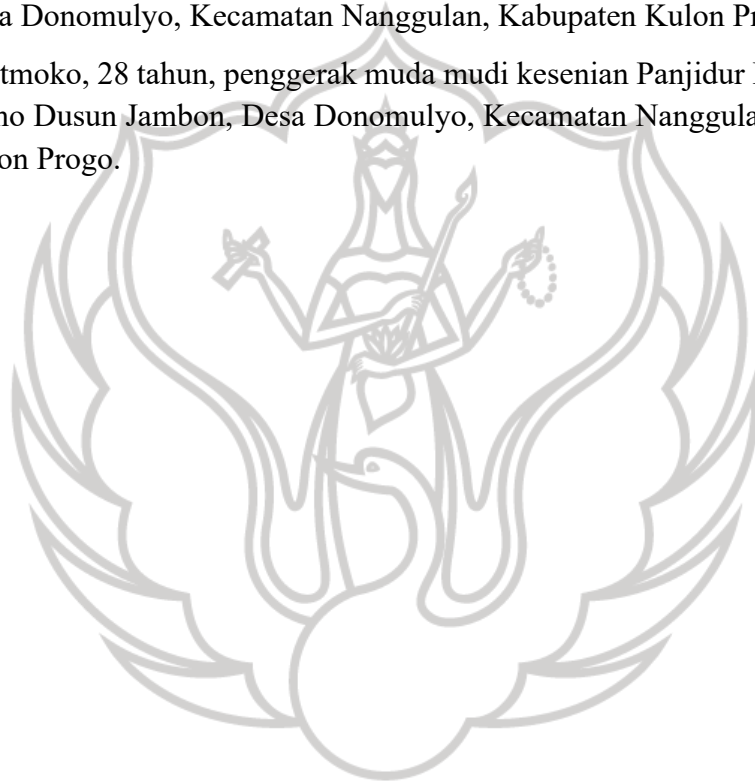 a Donomulyo, Kecamatan Nanggulan, Kabupaten Kulon Pr
tmoko, 28 tahun, penggerak muda mudi kesenian Panjidur
no Dusun Jambon, Desa Donomulyo, Kecamatan Nanggula
on Progo.